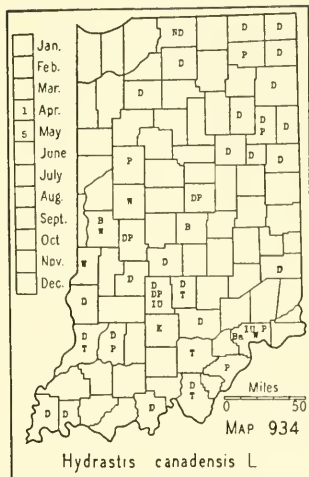 ND D D
Jan.
Feb. P D
Mar. D D
1 Apr. D D
P D
5 May
June P D D
July
Aug. W DP
Sept. B W B
Oct DP
Nov. W D
Dec. D D
D D D
DP T
IU
D T D P K D
T Ba IU P W
P
D T
D D D
Miles
0 50
MAP 934
Hydrastis canadensis L